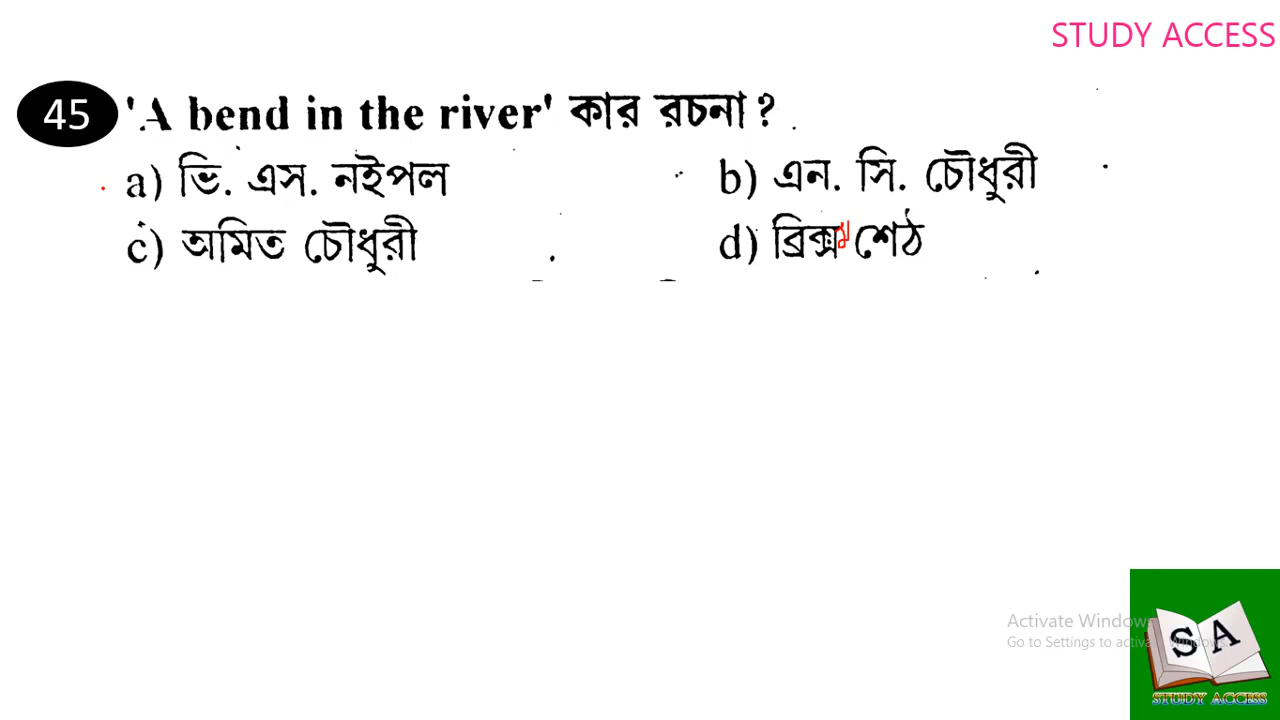 STUDY ACCESS
45 'A bend in the river' কার রচনা?
a) ভি. এস. নইপল b) এন. সি. চৌধুরী
c) অমিত চৌধুরী d) ব্রিক্স শেঠ
Activate Windows
Go to Settings to activate Windows.
SA
STUDY ACCESS